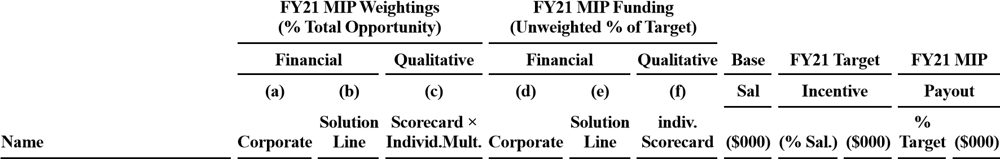 FY21 MIP Weightings FY21 MIP Funding
(% Total Opportunity) (Unweighted % of Target)
Financial Qualitative Financial Qualitative Base FY21 Target FY21 MIP
(a) (b) (c) (d) (e) (f) Sal Incentive Payout
Solution Scorecard × Solution indiv. %
Name Corporate Line Individ.Mult. Corporate Line Scorecard ($000) (% Sal.) ($000) Target ($000)